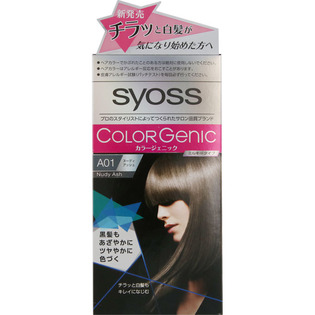 新発売
チラッと白髪が
気になり始めた方へ
syoss
プロのスタイリストによってつくられたサロン品質ブランド
COLORGENIC
カラージェニック
A01
ヌーディ
アッシュ
Nudy Ash
黒髪も
あざやかに
ツヤやかに
色づく
チラッと白髪も
キレイになじむ